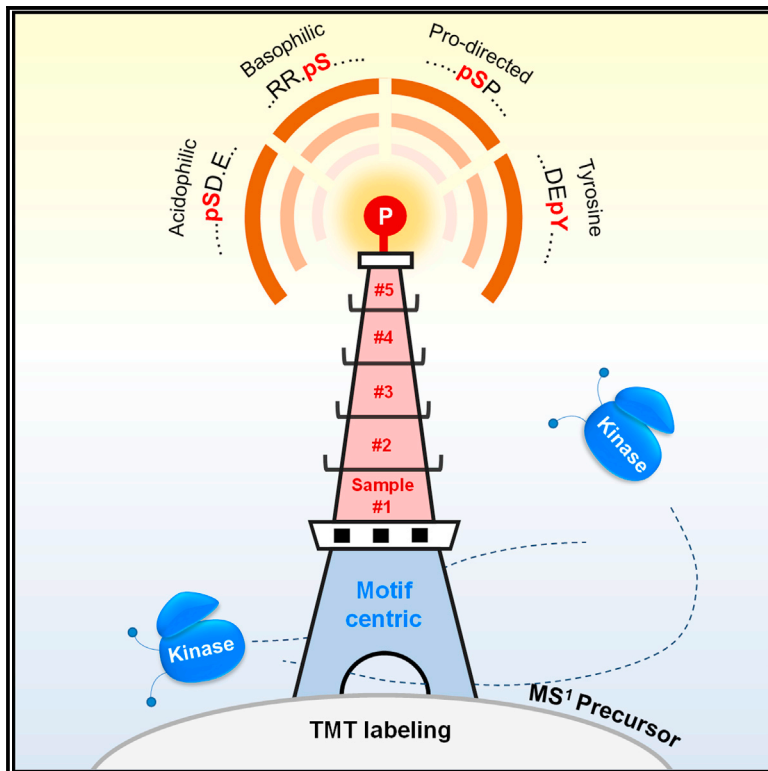 Basophilic
..RR.pS.....
Pro-directed
.....pSP...
Acidophilic
.....pSD.E...
Tyrosine
...DEpY......
P
#5
#4
#3
#2
Sample
#1
Kinase
Motif
centric
Kinase
MS¹ Precursor
TMT labeling